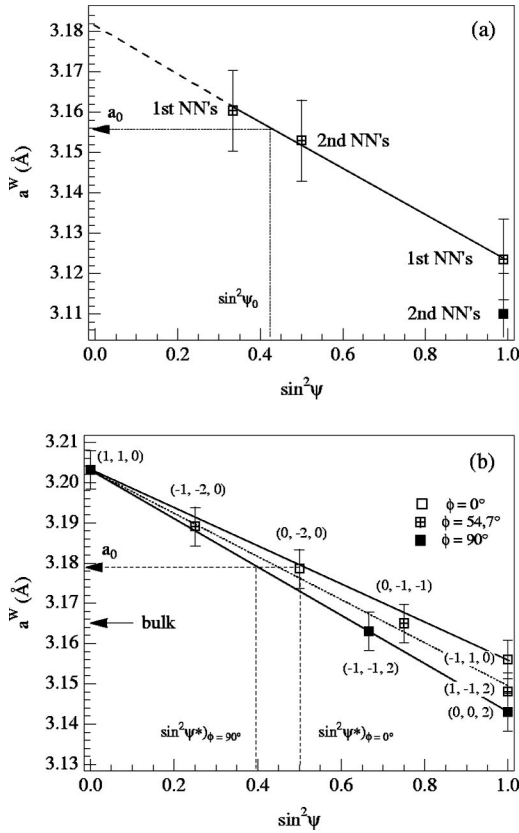 (a)
3.18
3.17
3.16
3.15
3.14
3.13
3.12
3.11
a^W (Å)
a₀
1st NN's
2nd NN's
1st NN's
2nd NN's
sin²ψ₀
0.0 0.2 0.4 0.6 0.8 1.0
sin²ψ
(b)
3.21
3.20
3.19
3.18
3.17
3.16
3.15
3.14
3.13
a^W (Å)
(1, 1, 0)
(-1, -2, 0)
(0, -2, 0)
(0, -1, -1)
(-1, -1, 2)
(-1, 1, 0)
(1, -1, 2)
(0, 0, 2)
ϕ = 0°
ϕ = 54,7°
ϕ = 90°
a₀
bulk
sin²ψ*)ϕ = 90°
sin²ψ*)ϕ = 0°
0.0 0.2 0.4 0.6 0.8 1.0
sin²ψ